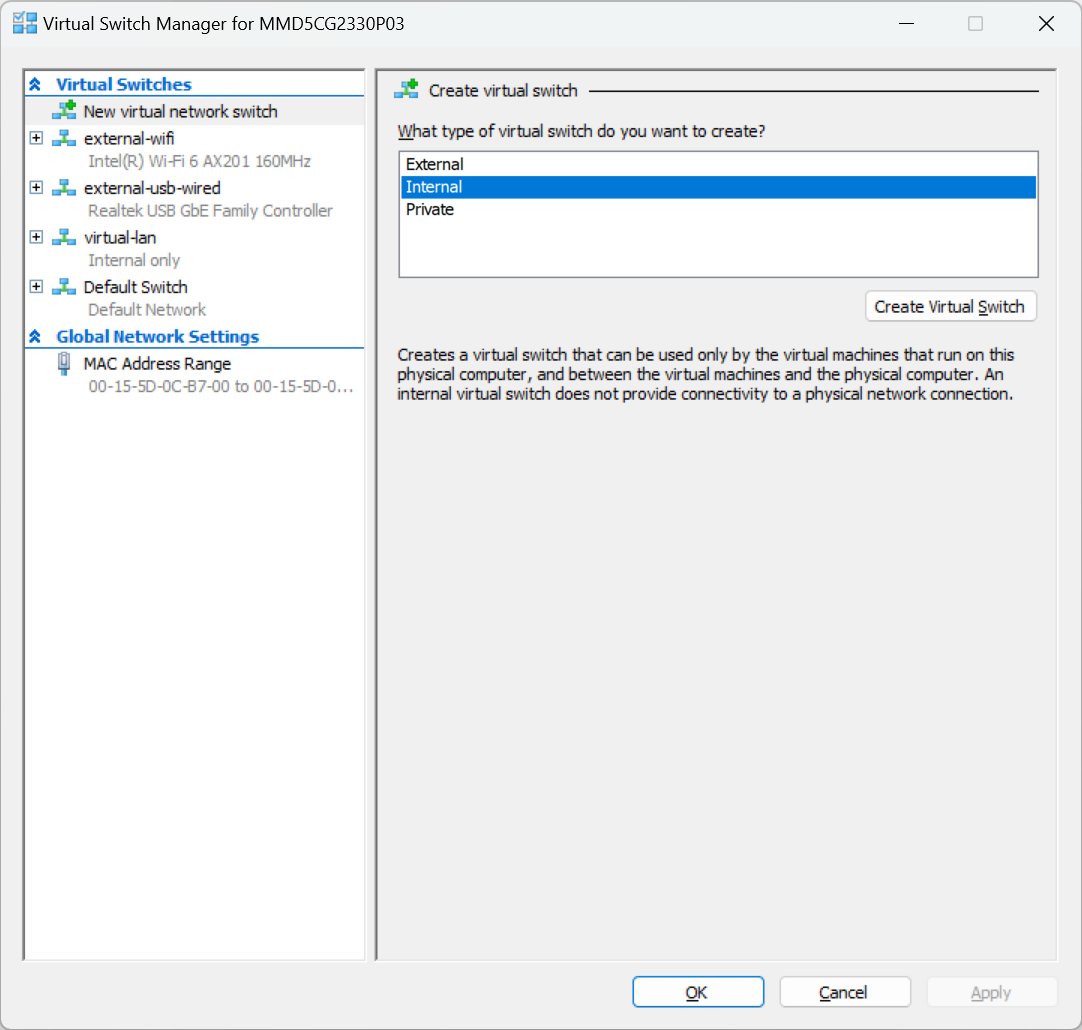 Virtual Switch Manager for MMD5CG2330P03
Virtual Switches
New virtual network switch
external-wifi
Intel(R) Wi-Fi 6 AX201 160MHz
external-usb-wired
Realtek USB GbE Family Controller
virtual-lan
Internal only
Default Switch
Default Network
Global Network Settings
MAC Address Range
00-15-5D-0C-B7-00 to 00-15-5D-0...
Create virtual switch
What type of virtual switch do you want to create?
External
Internal
Private
Create Virtual Switch
Creates a virtual switch that can be used only by the virtual machines that run on this
physical computer, and between the virtual machines and the physical computer. An
internal virtual switch does not provide connectivity to a physical network connection.
OK
Cancel
Apply